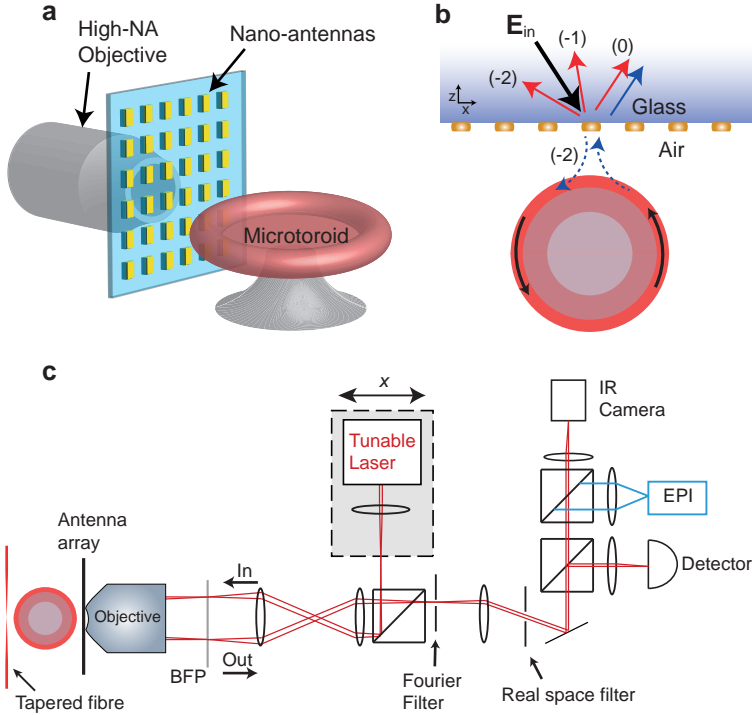 a
High-NA
Objective
Nano-antennas
Microtoroid
b
Ein
(-1)
(0)
(-2)
z
x
Glass
Air
(-2)
c
x
Tunable
Laser
IR
Camera
EPI
Detector
Antenna
array
In
Objective
BFP
Out
Tapered fibre
Fourier
Filter
Real space filter